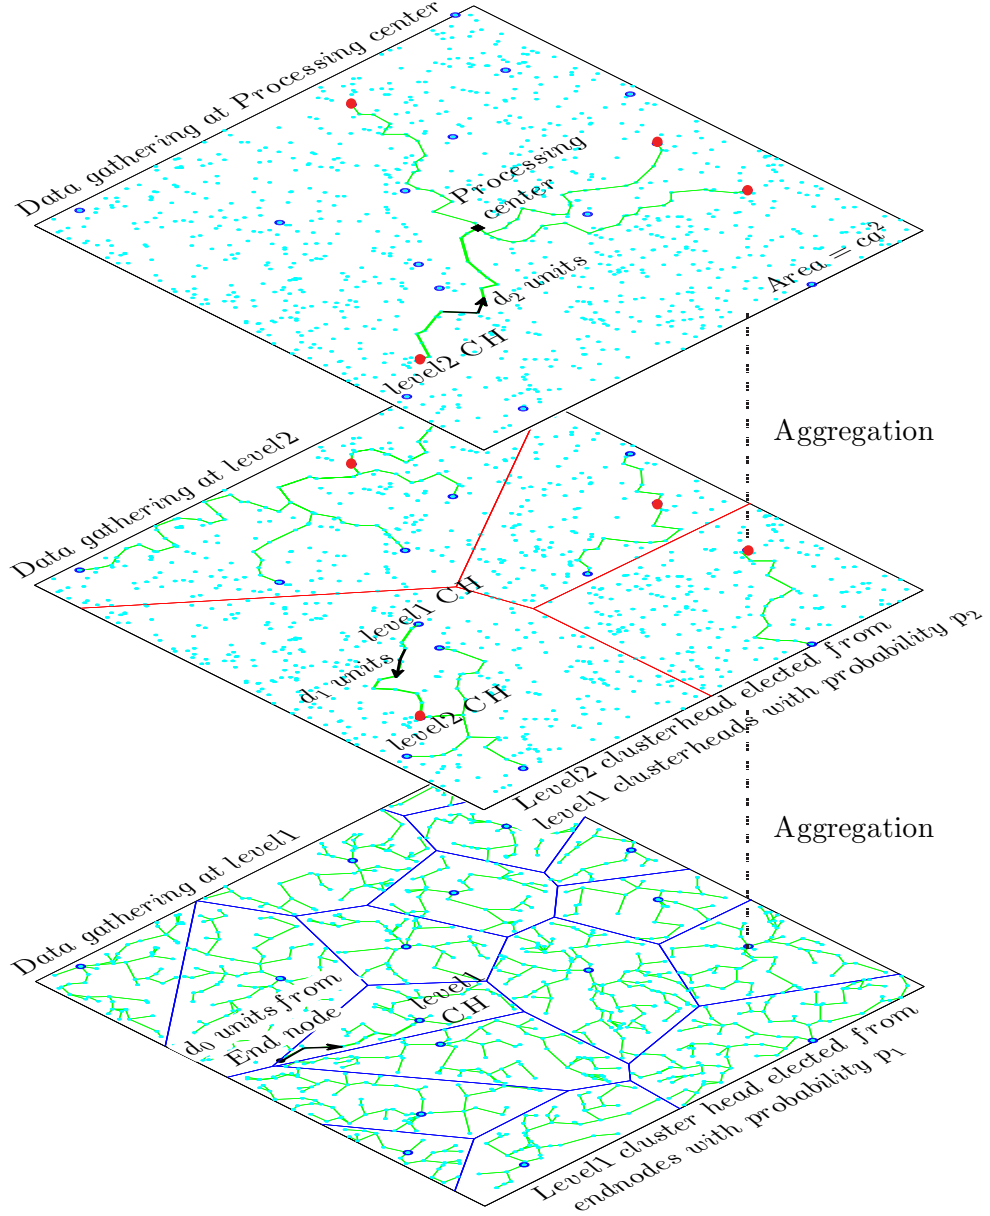 Data gathering at Processing center
Processing
center
d₂ units
Area = ca²
level2 CH
Aggregation
Data gathering at level2
level1 CH
d₁ units
level2 CH
Level2 clusterhead elected from
level1 clusterheads with probability p₂
Aggregation
Data gathering at level1
d₀ units from
End node
level1
CH
Level1 cluster head elected from
endnodes with probability p₁